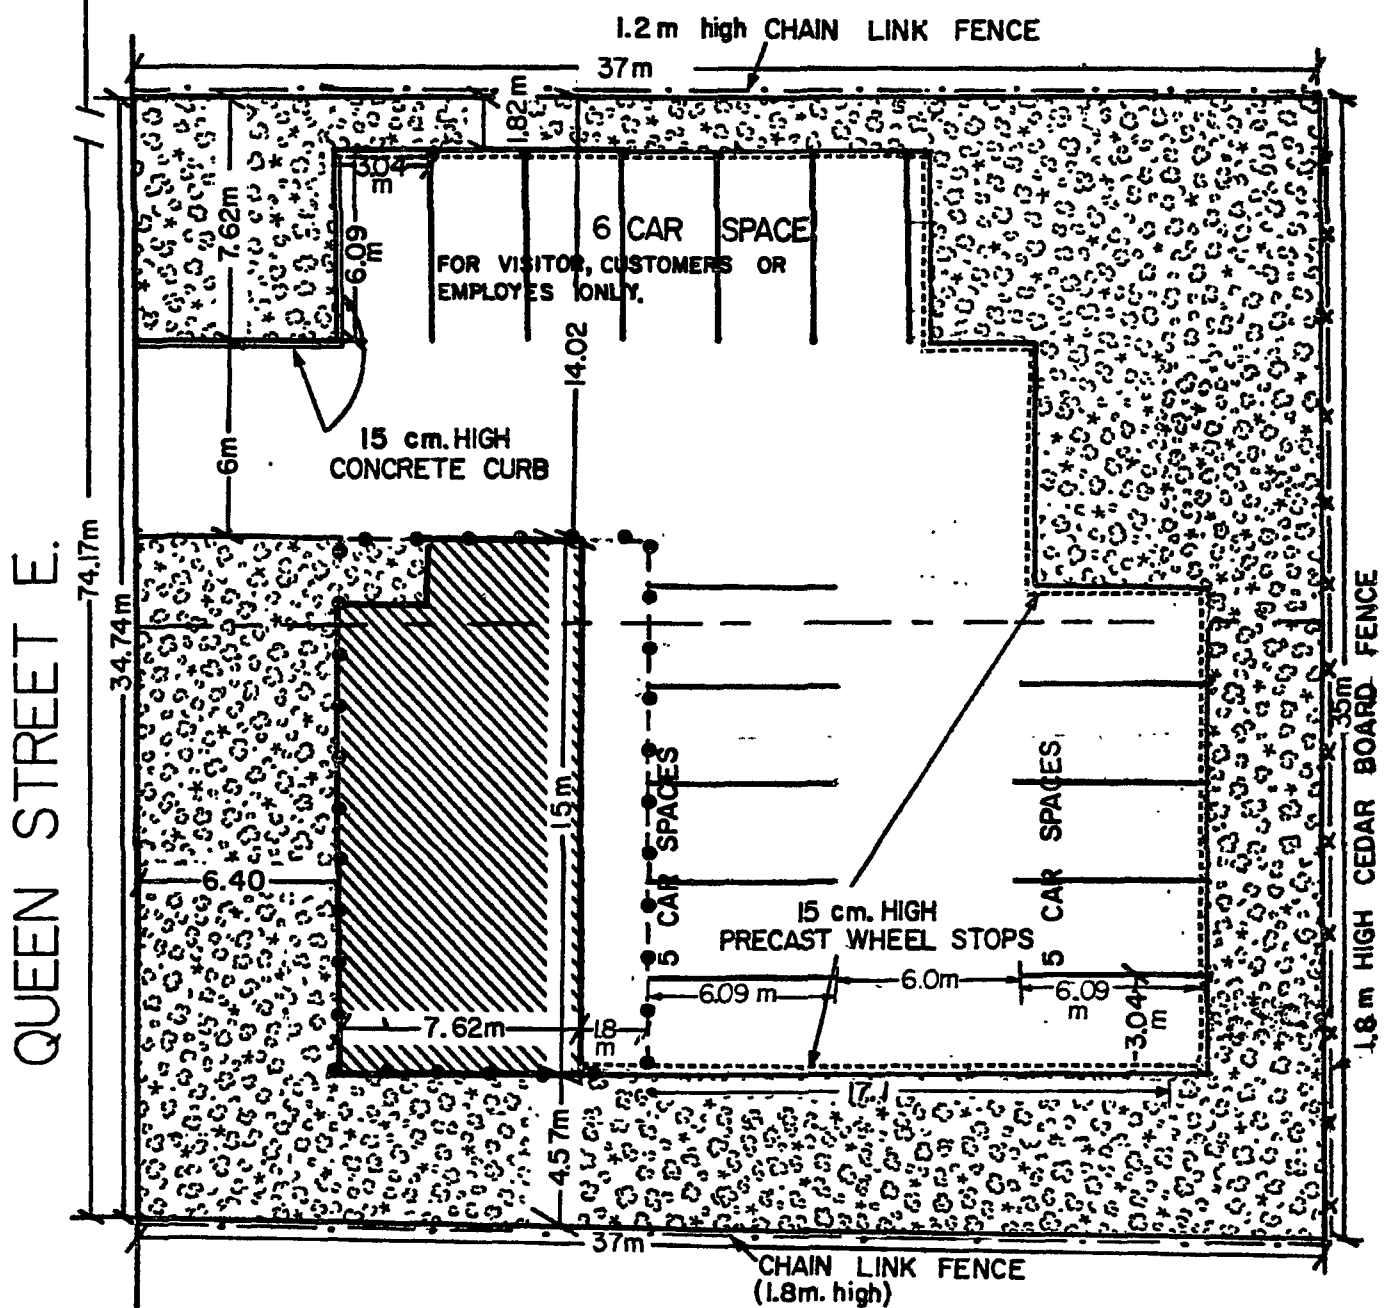 1.2 m high CHAIN LINK FENCE
37m
1.82m
3.04
m
7.62m
6.09
m
6 CAR SPACE
FOR VISITOR, CUSTOMERS OR
EMPLOYES ONLY.
14.02
15 cm. HIGH
CONCRETE CURB
6m
QUEEN STREET E.
74.17m
34.74m
35m
1.8 m HIGH CEDAR BOARD FENCE
15m
5 CAR SPACES
5 CAR SPACES
6.40
15 cm. HIGH
PRECAST WHEEL STOPS
6.09 m
6.0m
6.09
m
3.04
m
7.62m
1.8
m
17.1
4.57m
37m
CHAIN LINK FENCE
(1.8m. high)